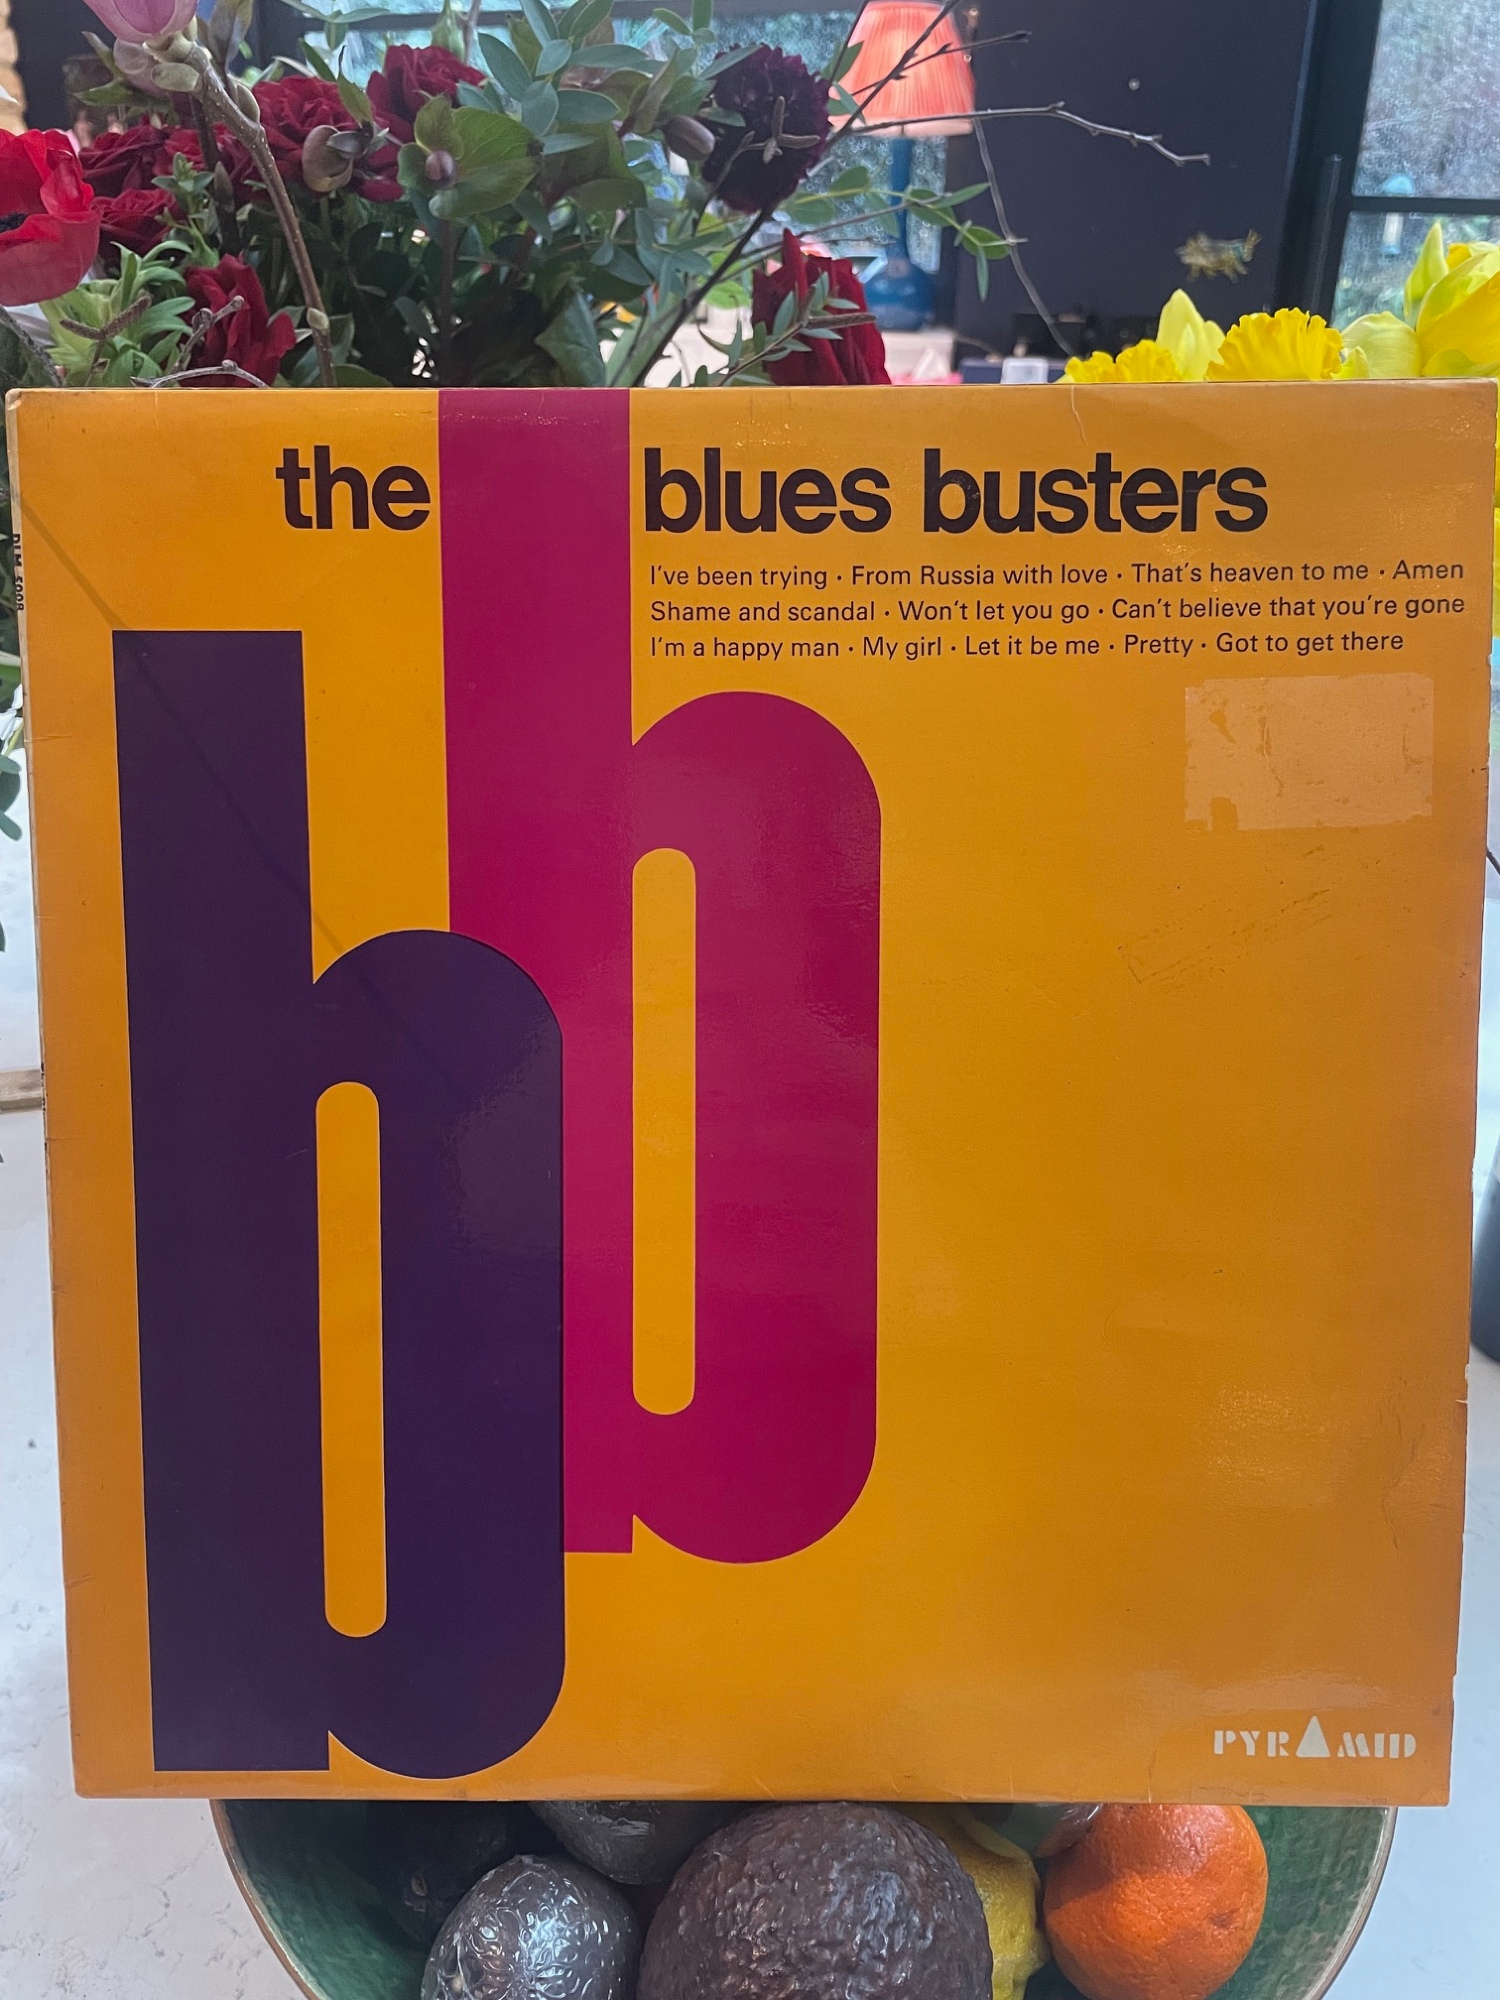 the blues busters
I've been trying · From Russia with love · That's heaven to me · Amen
Shame and scandal · Won't let you go · Can't believe that you're gone
I'm a happy man · My girl · Let it be me · Pretty · Got to get there
bb
PYRAMID